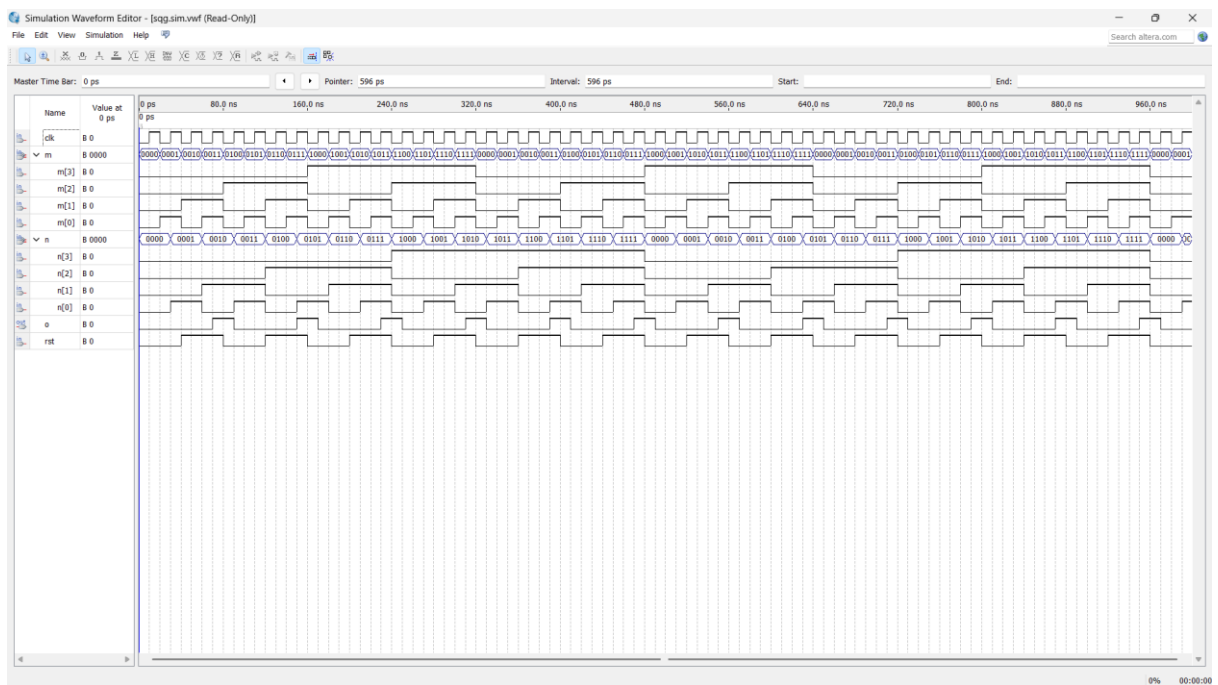 Simulation Waveform Editor - [sqg.sim.vwf (Read-Only)]
File Edit View Simulation Help
Search altera.com
Master Time Bar: 0 ps Pointer: 596 ps Interval: 596 ps Start: End:
Name Value at 0 ps
0 ps 80.0 ns 160.0 ns 240.0 ns 320.0 ns 400.0 ns 480.0 ns 560.0 ns 640.0 ns 720.0 ns 800.0 ns 880.0 ns 960.0 ns
0 ps
clk B 0
m B 0000 0000 0001 0010 0011 0100 0101 0110 0111 1000 1001 1010 1011 1100 1101 1110 1111 0000 0001 0010 0011 0100 0101 0110 0111 1000 1001 1010 1011 1100 1101 1110 1111 0000 0001 0010 0011 0100 0101 0110 0111 1000 1001 1010 1011 1100 1101 1110 1111 0000 0001
m[3] B 0
m[2] B 0
m[1] B 0
m[0] B 0
n B 0000 0000 0001 0010 0011 0100 0101 0110 0111 1000 1001 1010 1011 1100 1101 1110 1111 0000 0001 0010 0011 0100 0101 0110 0111 1000 1001 1010 1011 1100 1101 1110 1111 0000
n[3] B 0
n[2] B 0
n[1] B 0
n[0] B 0
o B 0
rst B 0
0% 00:00:00